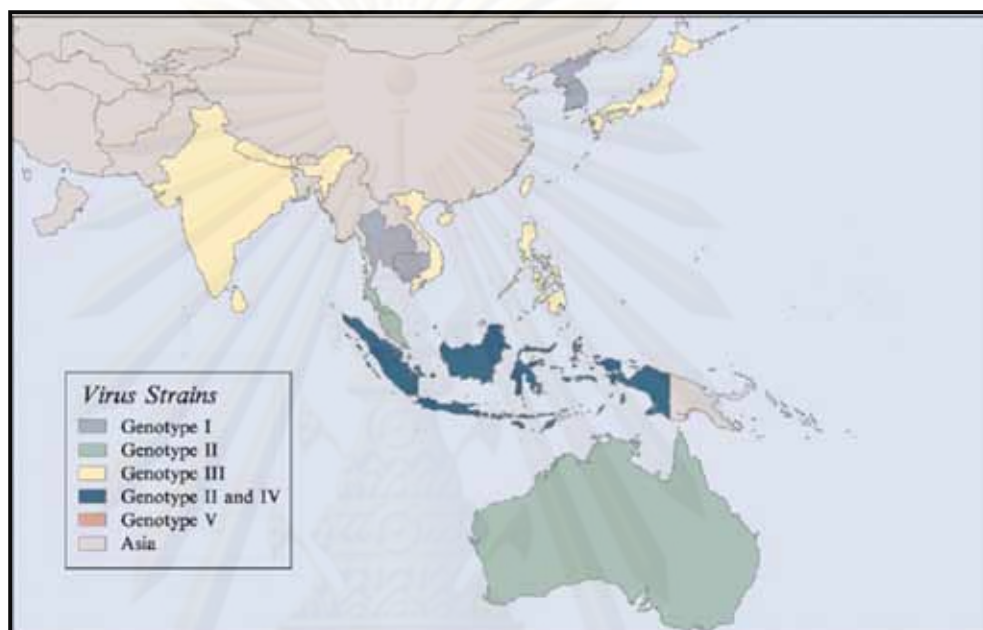 Virus Strains
Genotype I
Genotype II
Genotype III
Genotype II and IV
Genotype V
Asia